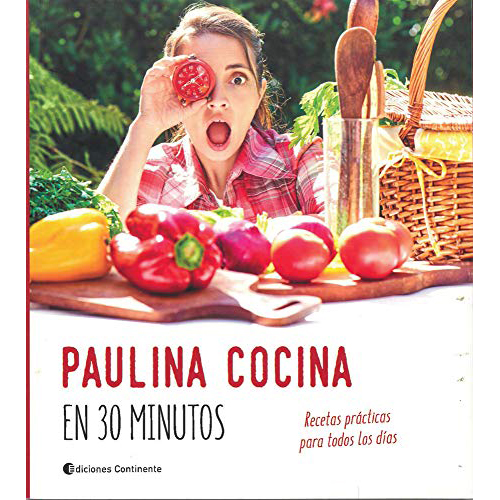 PAULINA COCINA
EN 30 MINUTOS
Recetas prácticas
para todos los días
Ediciones Continente